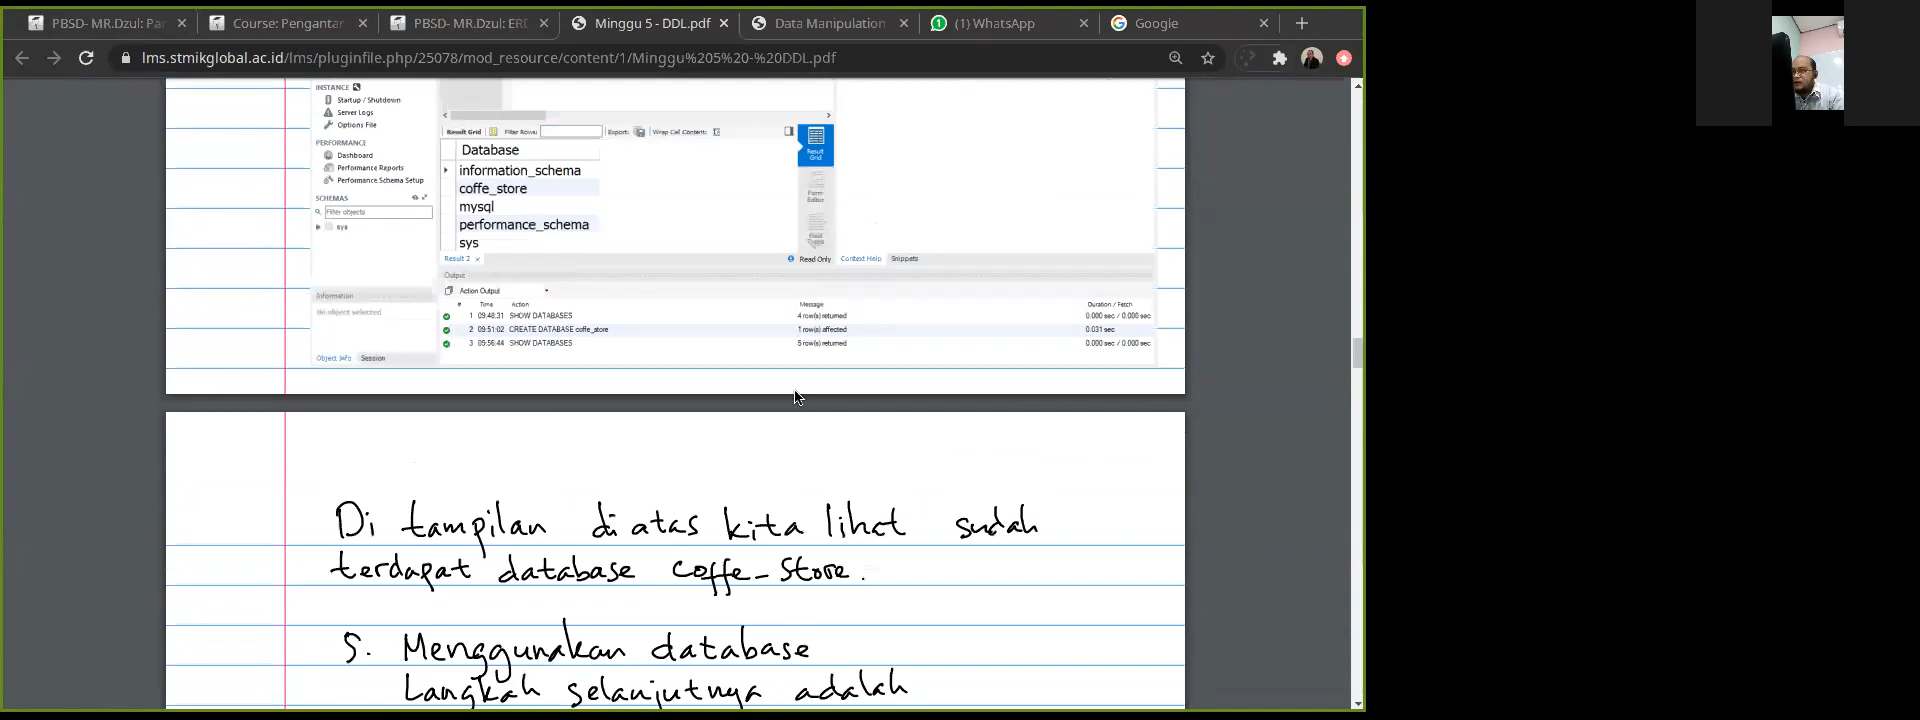 PBSD- MR.Dzul: Par
Course: Pengantar
PBSD- MR.Dzul: ERD
Minggu 5 - DDL.pdf
Data Manipulation
(1) WhatsApp
Google
lms.stmikglobal.ac.id/lms/pluginfile.php/25078/mod_resource/content/1/Minggu%205%20-%20DDL.pdf
INSTANCE
Startup / Shutdown
Server Logs
Options File
PERFORMANCE
Dashboard
Performance Reports
Performance Schema Setup
SCHEMAS
Filter objects
sys
Information
No object selected
Object Info Session
Result Grid Filter Rows: Export: Wrap Cell Content:
Database
information_schema
coffe_store
mysql
performance_schema
sys
Result Grid
Form Editor
Field Types
Result 2 Read Only Context Help Snippets
Output
Action Output
# Time Action Message Duration / Fetch
1 09:48:31 SHOW DATABASES 4 row(s) returned 0.000 sec / 0.000 sec
2 09:51:02 CREATE DATABASE coffe_store 1 row(s) affected 0.031 sec
3 09:56:44 SHOW DATABASES 5 row(s) returned 0.000 sec / 0.000 sec
Di tampilan di atas kita lihat sudah
terdapat database coffe_store.
5. Menggunakan database
Langkah selanjutnya adalah